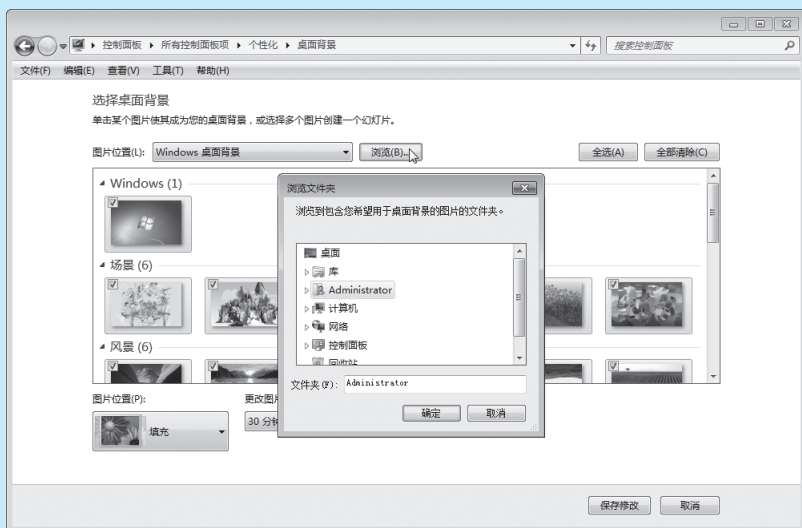 控制面板 ▸ 所有控制面板项 ▸ 个性化 ▸ 桌面背景
搜索控制面板
文件(F) 编辑(E) 查看(V) 工具(T) 帮助(H)
选择桌面背景
单击某个图片使其成为您的桌面背景，或选择多个图片创建一个幻灯片。
图片位置(L): Windows 桌面背景 浏览(B)... 全选(A) 全部清除(C)
Windows (1)
场景 (6)
风景 (6)
浏览文件夹
浏览到包含您希望用于桌面背景的图片的文件夹。
桌面
库
Administrator
计算机
网络
控制面板
回收站
文件夹(F): Administrator
确定 取消
图片位置(P):
填充
更改图片
30 分钟
保存修改 取消